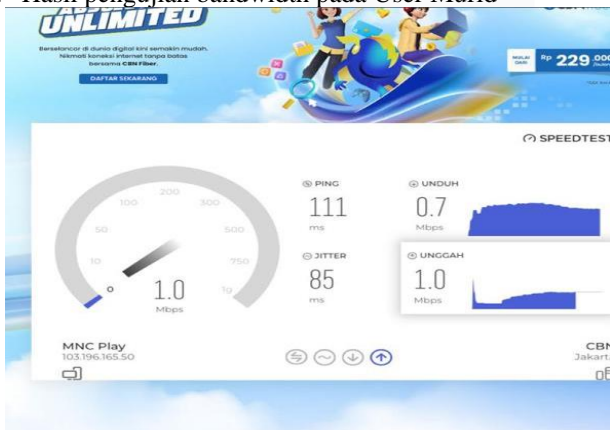 Hasil pengujian bandwidth pada User Murid
UNLIMITED
Berselancar di dunia digital kini semakin mudah.
Nikmati koneksi internet tanpa batas
bersama CBN Fiber.
DAFTAR SEKARANG
MULAI DARI
Rp 229.000
SPEEDTEST
PING
111
ms
UNDUH
0.7
Mbps
JITTER
85
ms
UNGGAH
1.0
Mbps
0
10
50
100
200
300
500
750
1g
1.0
Mbps
MNC Play
103.196.165.50
CBN
Jakart